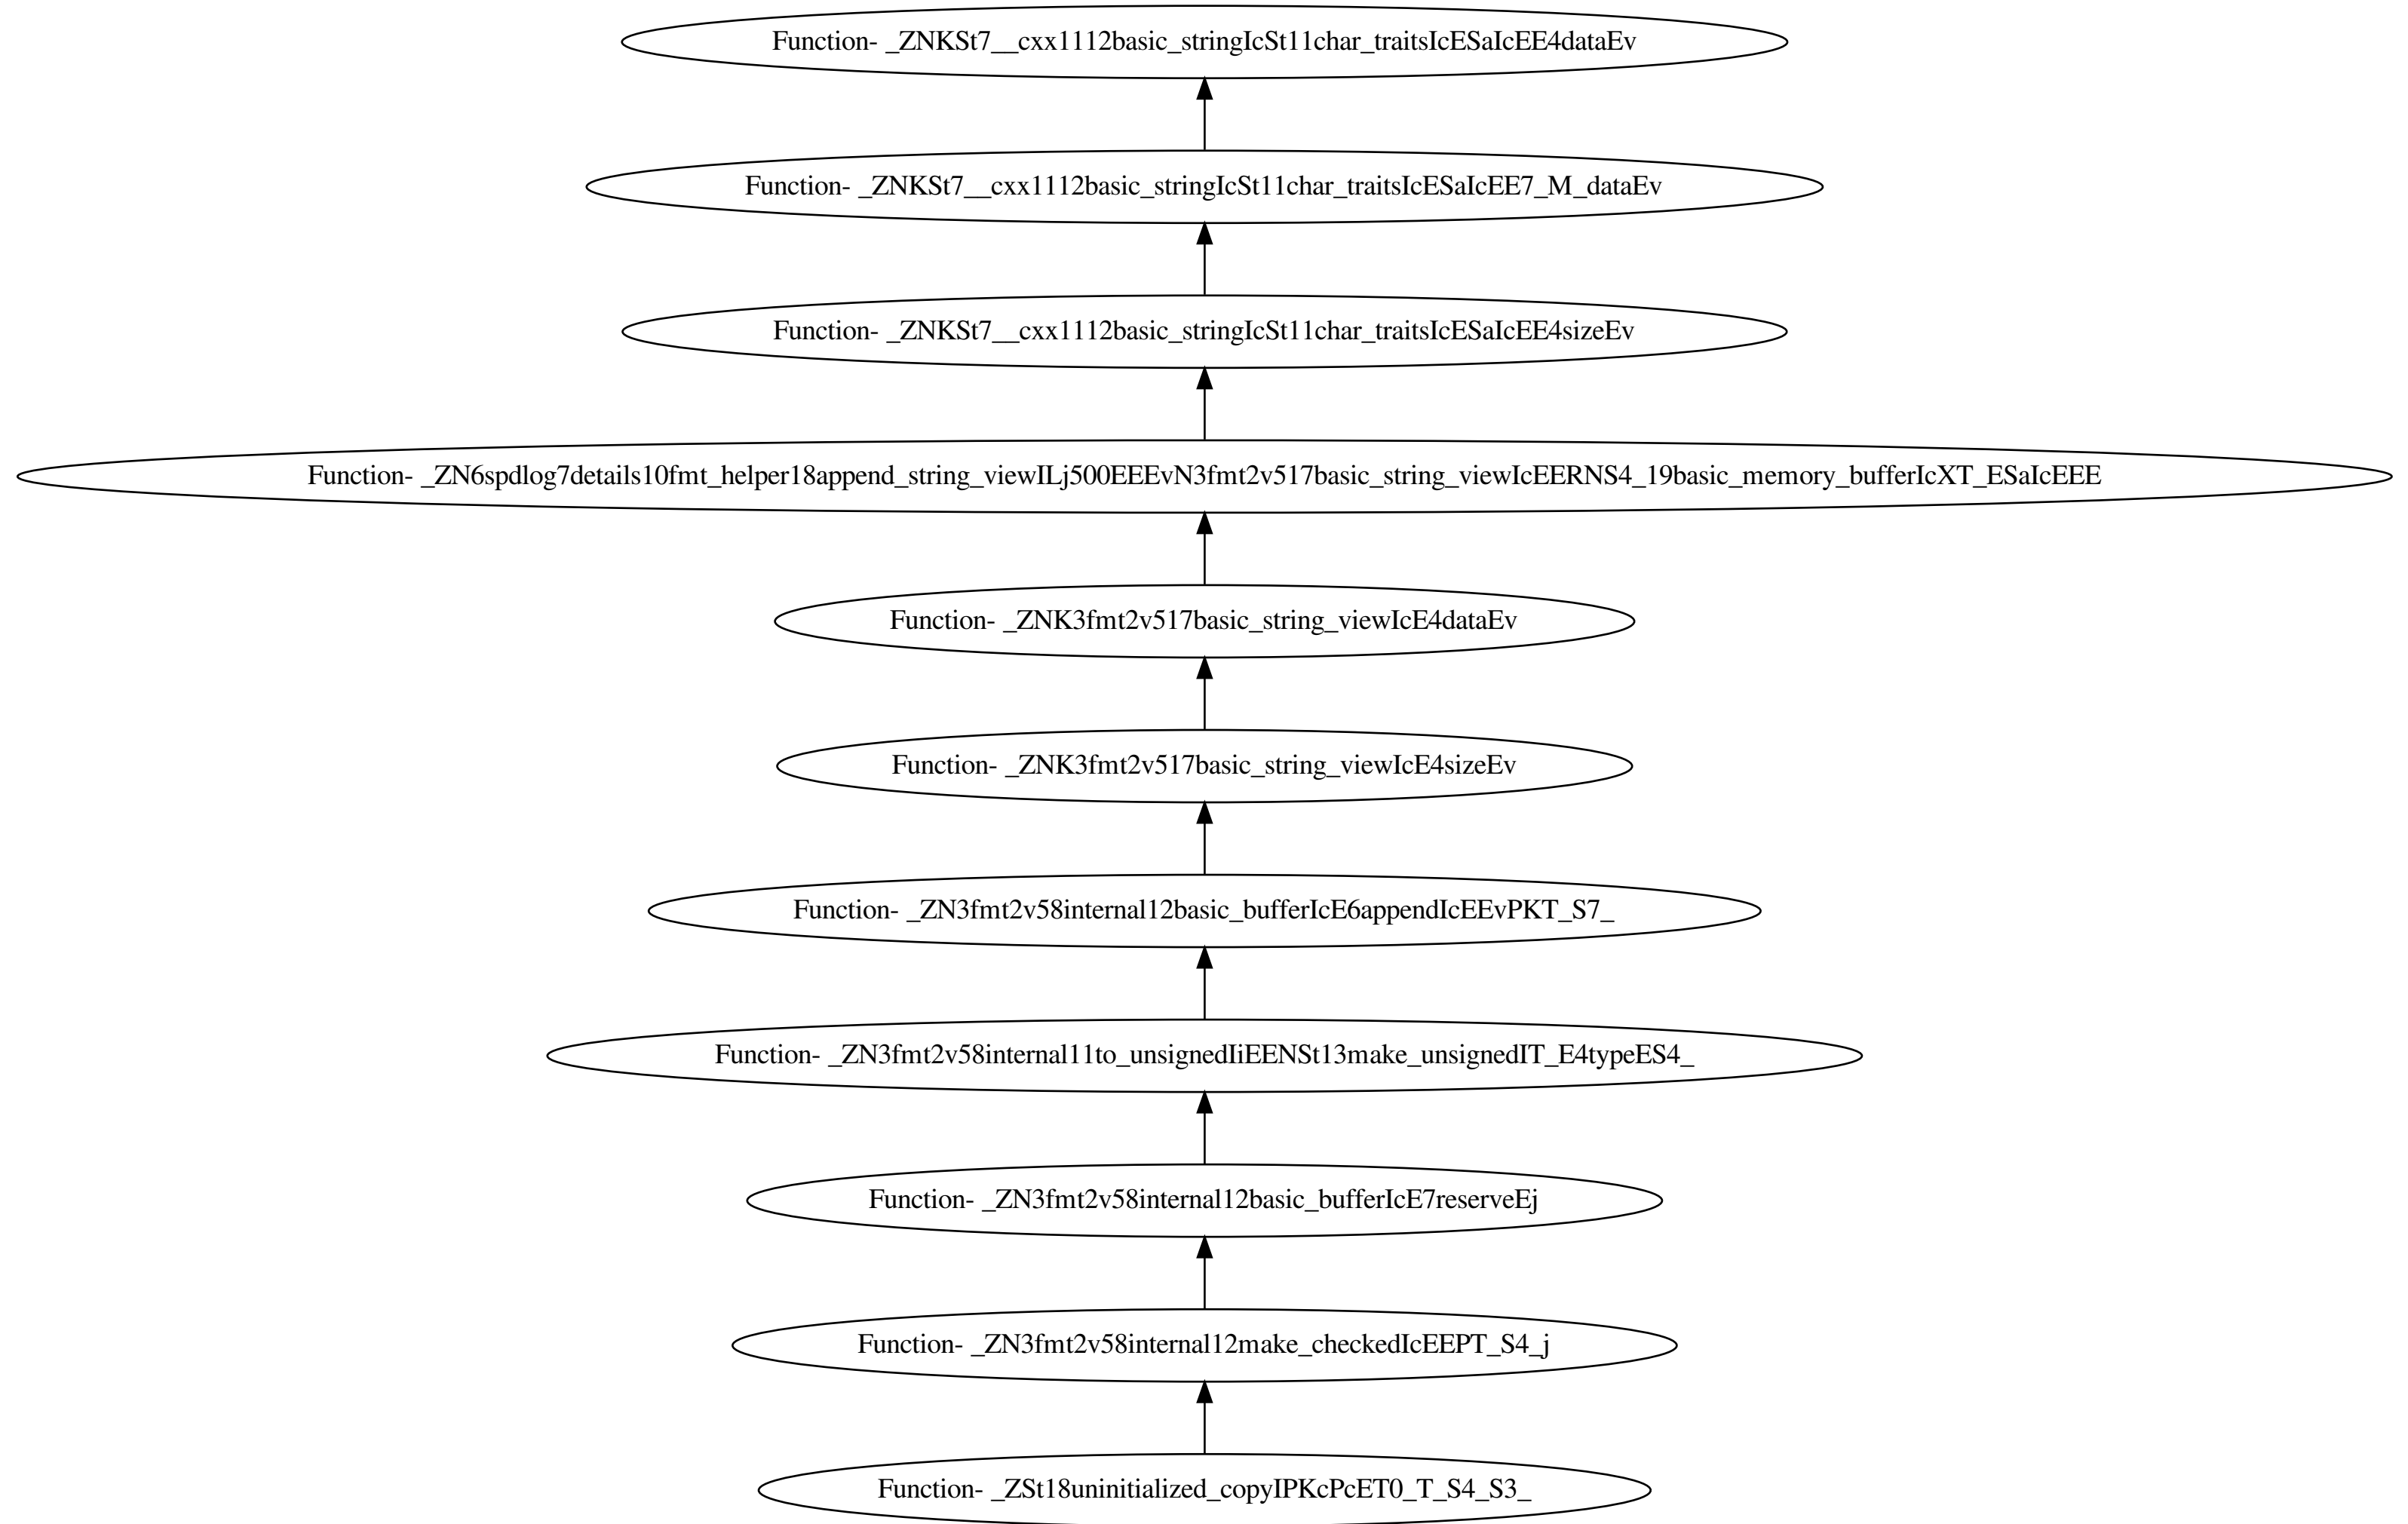 Function- _ZNKSt7__cxx1112basic_stringIcSt11char_traitsIcESaIcEE4dataEv
Function- _ZNKSt7__cxx1112basic_stringIcSt11char_traitsIcESaIcEE7_M_dataEv
Function- _ZNKSt7__cxx1112basic_stringIcSt11char_traitsIcESaIcEE4sizeEv
Function- _ZN6spdlog7details10fmt_helper18append_string_viewILj500EEEvN3fmt2v517basic_string_viewIcEERNS4_19basic_memory_bufferIcXT_ESaIcEEE
Function- _ZNK3fmt2v517basic_string_viewIcE4dataEv
Function- _ZNK3fmt2v517basic_string_viewIcE4sizeEv
Function- _ZN3fmt2v58internal12basic_bufferIcE6appendIcEEvPKT_S7_
Function- _ZN3fmt2v58internal11to_unsignedIiEENSt13make_unsignedIT_E4typeES4_
Function- _ZN3fmt2v58internal12basic_bufferIcE7reserveEj
Function- _ZN3fmt2v58internal12make_checkedIcEEPT_S4_j
Function- _ZSt18uninitialized_copyIPKcPcET0_T_S4_S3_